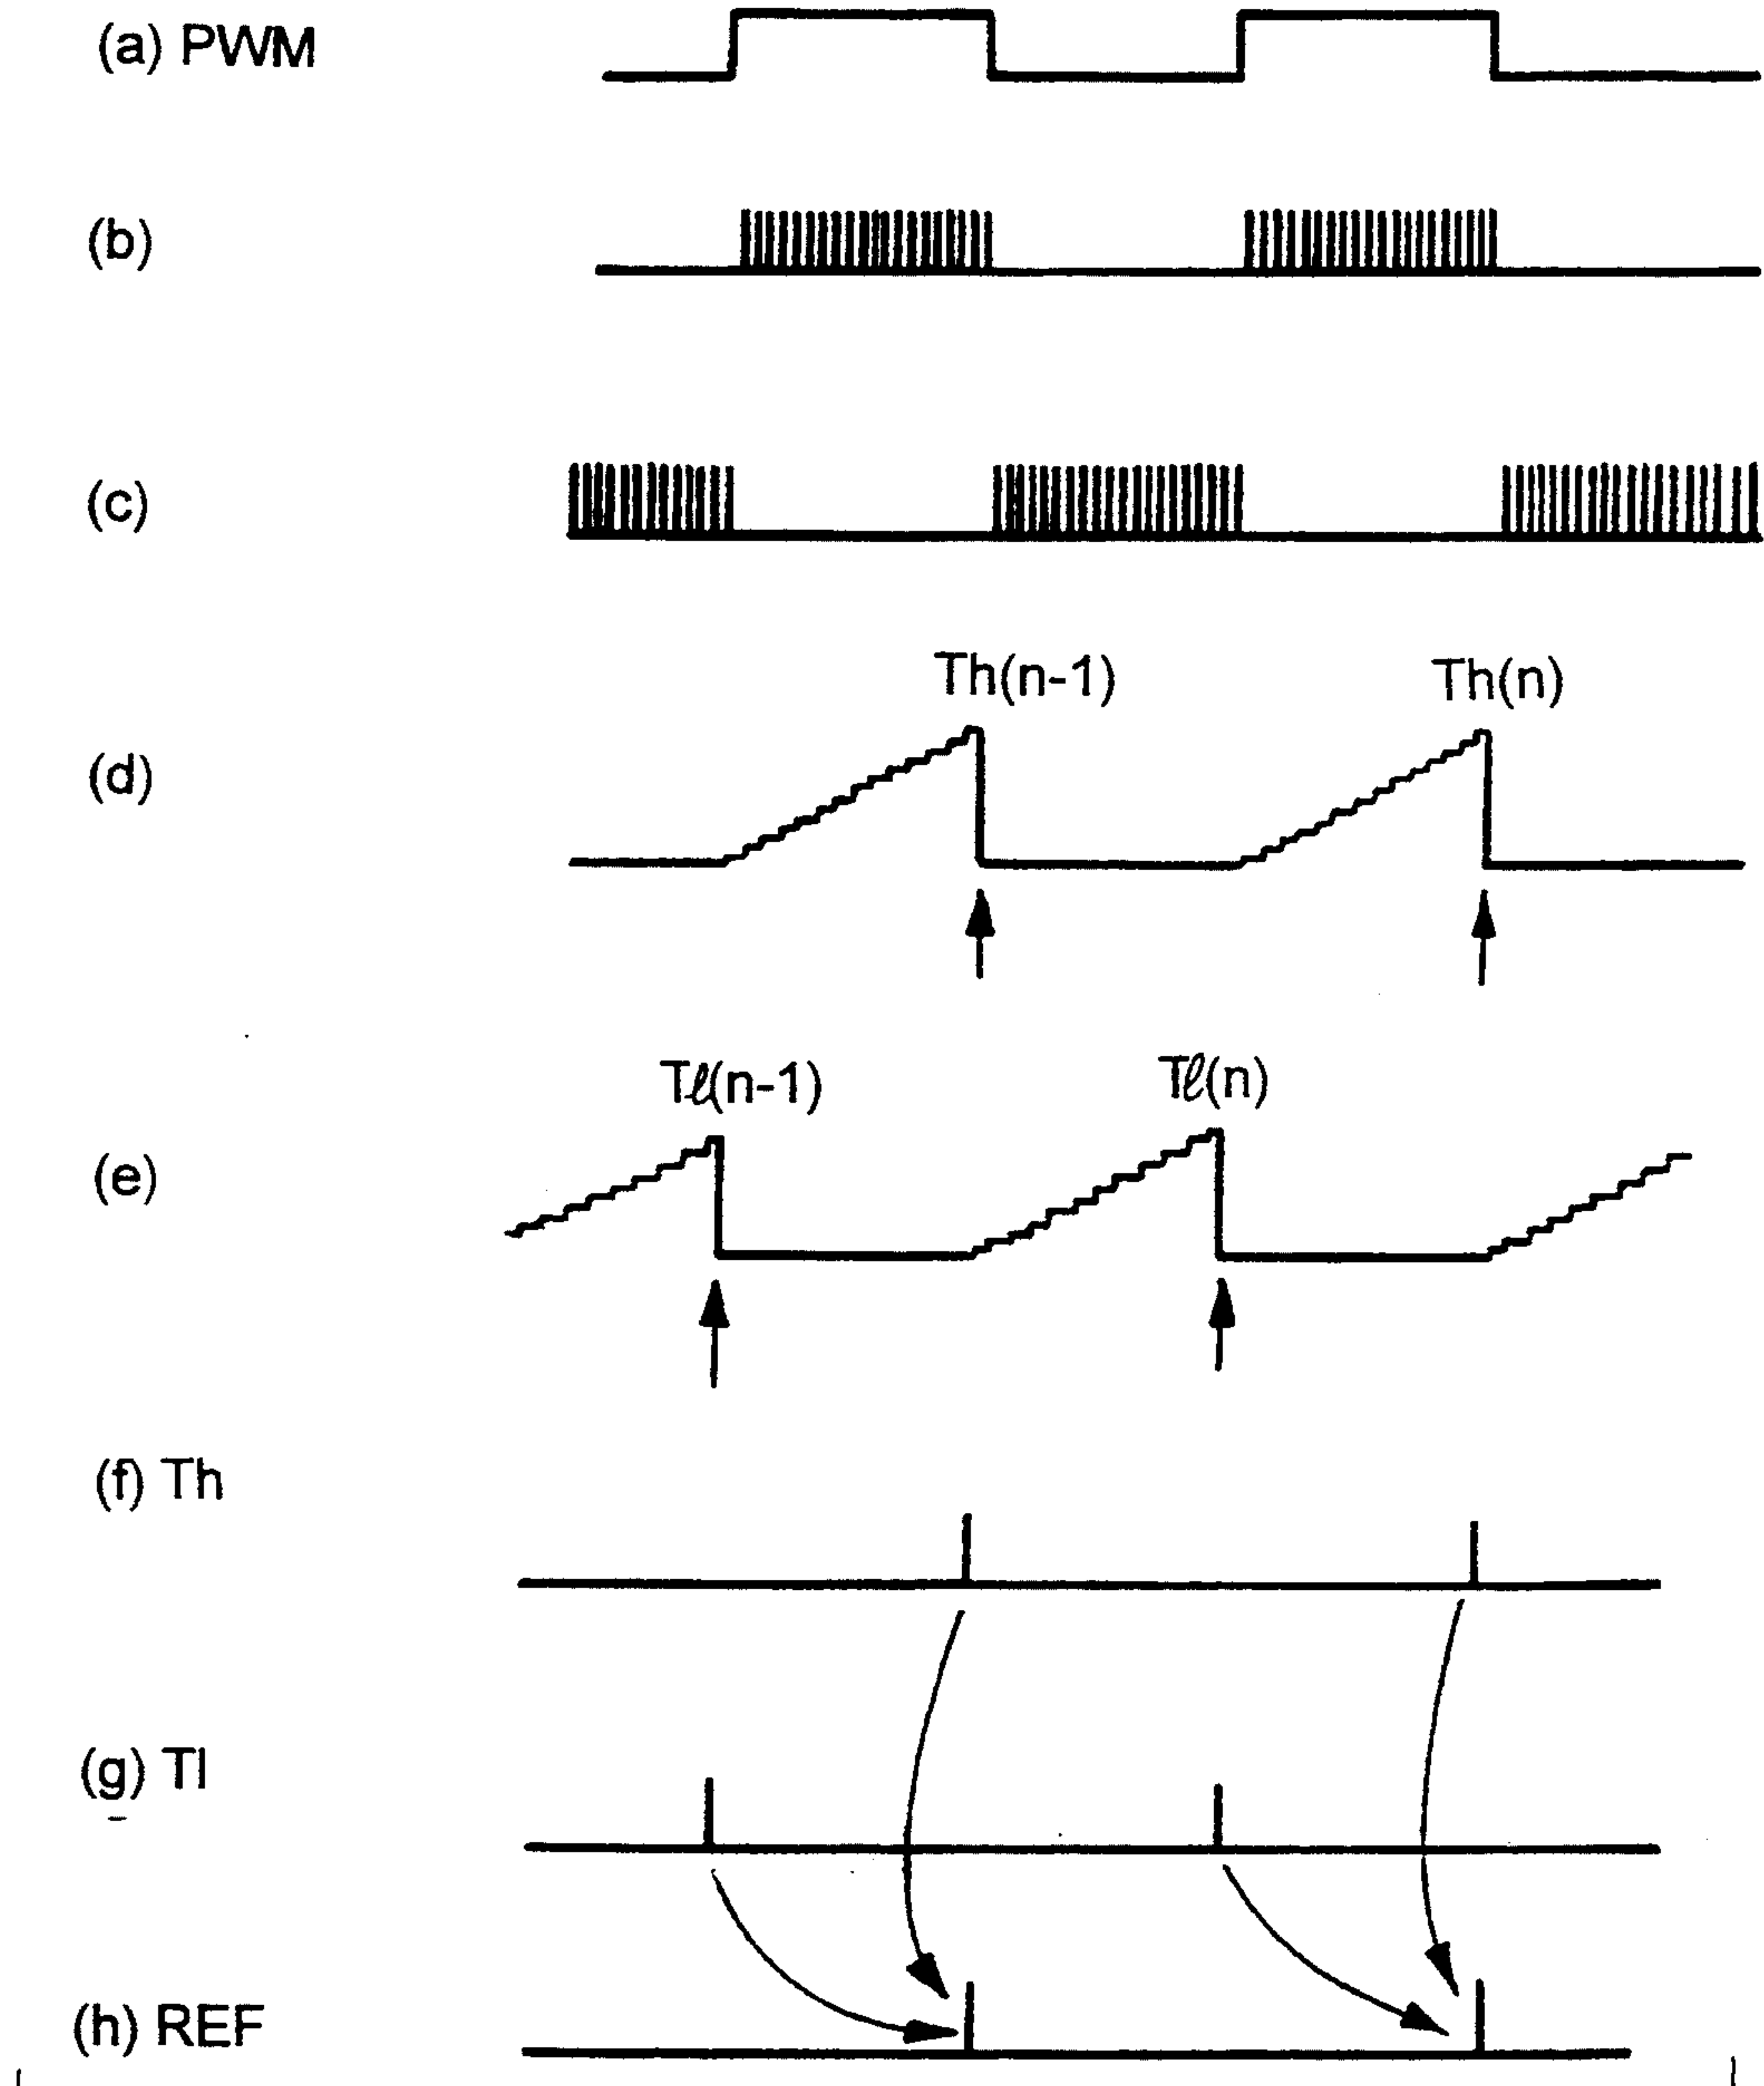 (a) PWM
(b)
(c)
Th(n-1) Th(n)
(d)
Tℓ(n-1) Tℓ(n)
(e)
(f) Th
(g) Tl
(h) REF